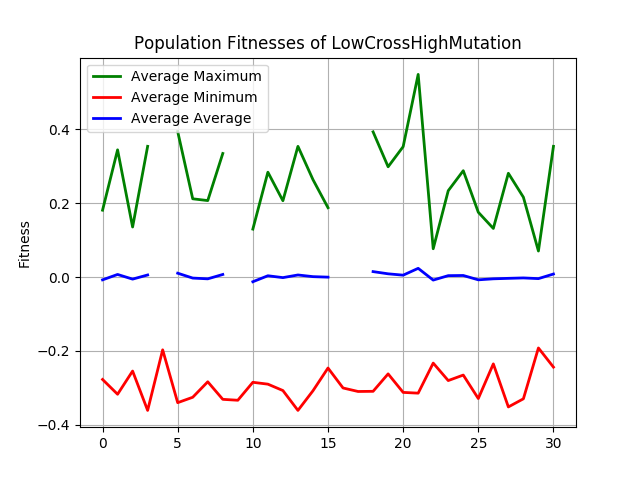 Population Fitnesses of LowCrossHighMutation
Average Maximum
Average Minimum
Average Average
Fitness
0.4
0.2
0.0
−0.2
−0.4
0 5 10 15 20 25 30